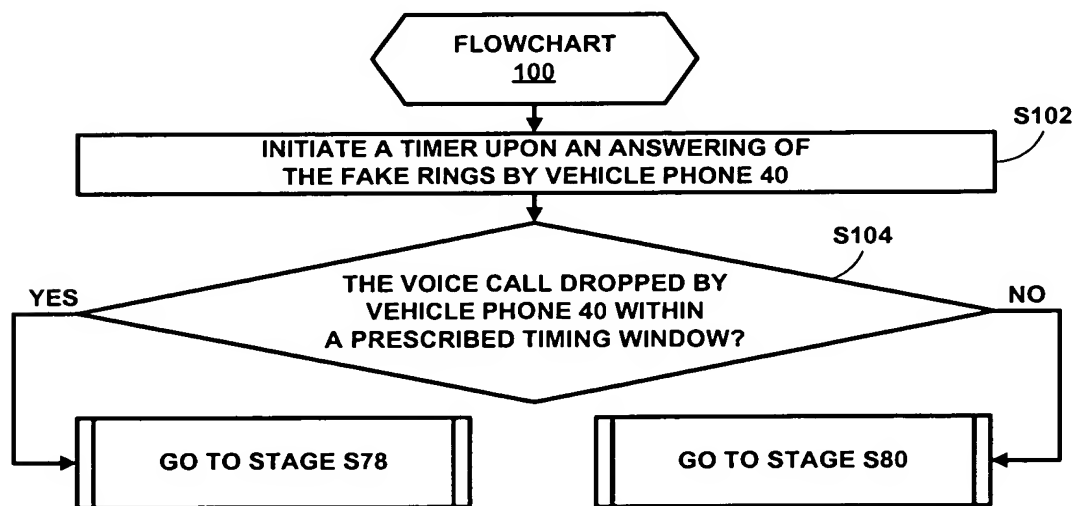 FLOWCHART
100
S102
INITIATE A TIMER UPON AN ANSWERING OF
THE FAKE RINGS BY VEHICLE PHONE 40
S104
THE VOICE CALL DROPPED BY
VEHICLE PHONE 40 WITHIN
A PRESCRIBED TIMING WINDOW?
YES
NO
GO TO STAGE S78
GO TO STAGE S80